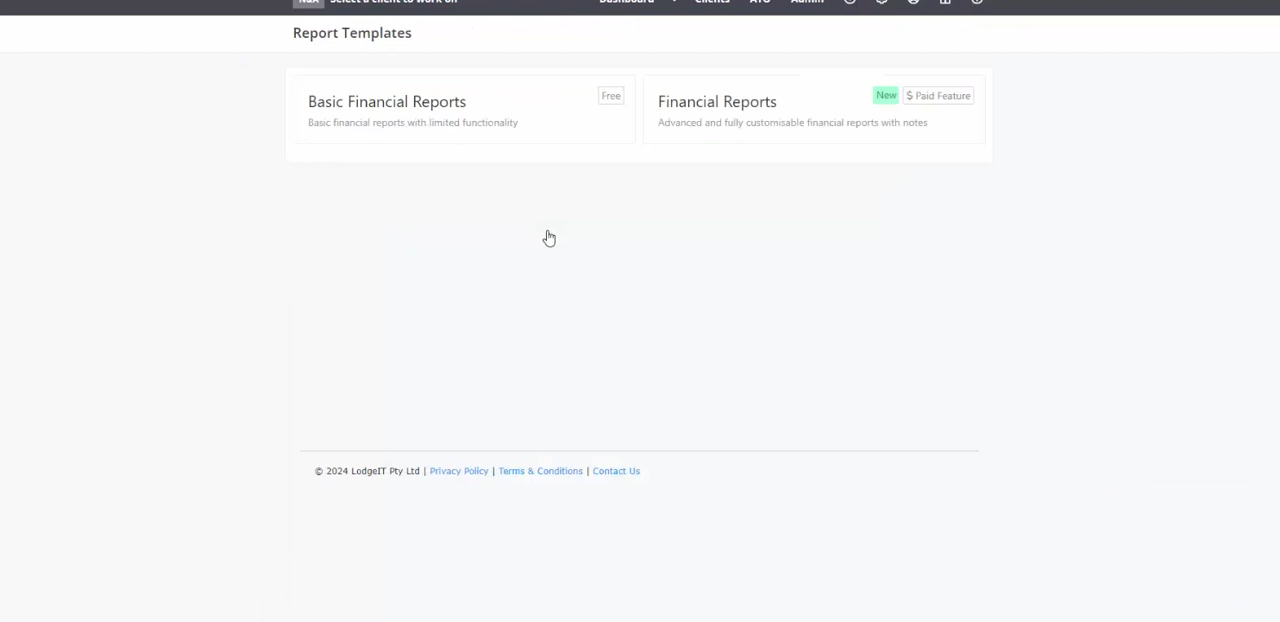 N&A Select a client to work on Dashboard Clients ATO Admin
Report Templates
Basic Financial Reports Free
Basic financial reports with limited functionality
Financial Reports New $ Paid Feature
Advanced and fully customisable financial reports with notes
© 2024 LodgeIT Pty Ltd | Privacy Policy | Terms & Conditions | Contact Us